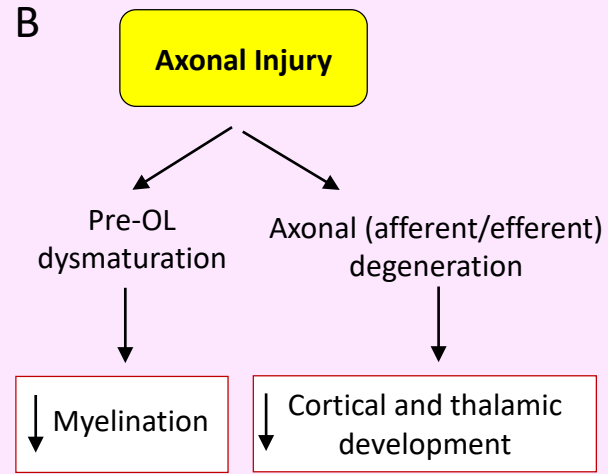 B
Axonal Injury
Pre-OL
dysmaturation
Axonal (afferent/efferent)
degeneration
Myelination
Cortical and thalamic
development